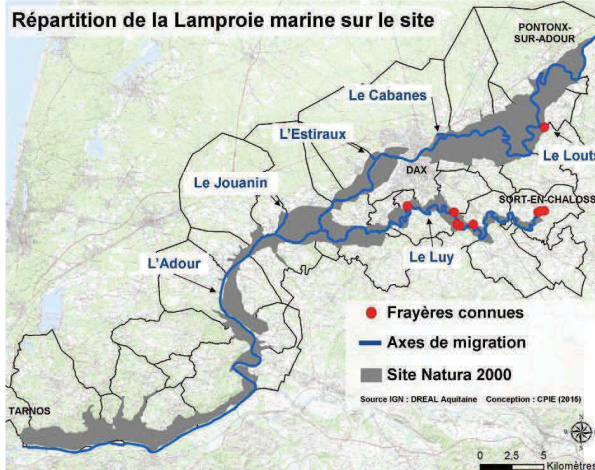 Répartition de la Lamproie marine sur le site
PONTONX-
SUR-ADOUR
Le Cabanes
L'Estiraux
Le Louts
DAX
Le Jouanin
SORT-EN-CHALOSS
Le Luy
L'Adour
Frayères connues
Axes de migration
Site Natura 2000
Source IGN : DREAL Aquitaine Conception : CPIE (2015)
TARNOS
0 2,5 5
Kilomètres